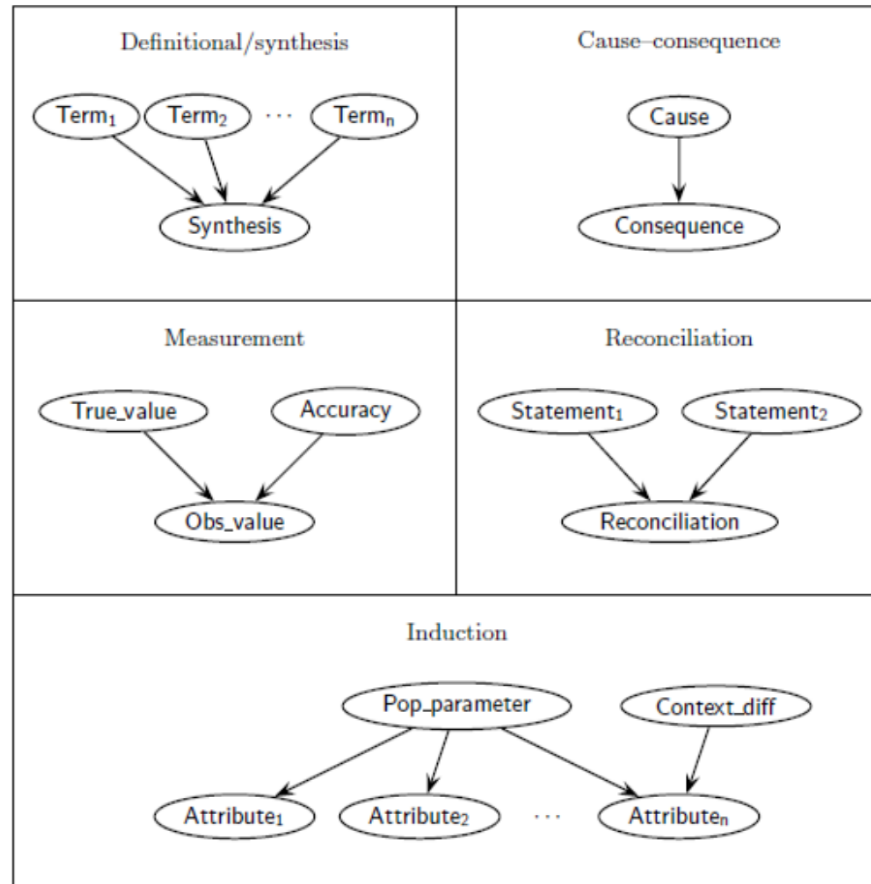 Definitional/synthesis
Term₁ Term₂ ··· Termₙ
Synthesis
Cause–consequence
Cause
Consequence
Measurement
True_value Accuracy
Obs_value
Reconciliation
Statement₁ Statement₂
Reconciliation
Induction
Pop_parameter Context_diff
Attribute₁ Attribute₂ ··· Attributeₙ